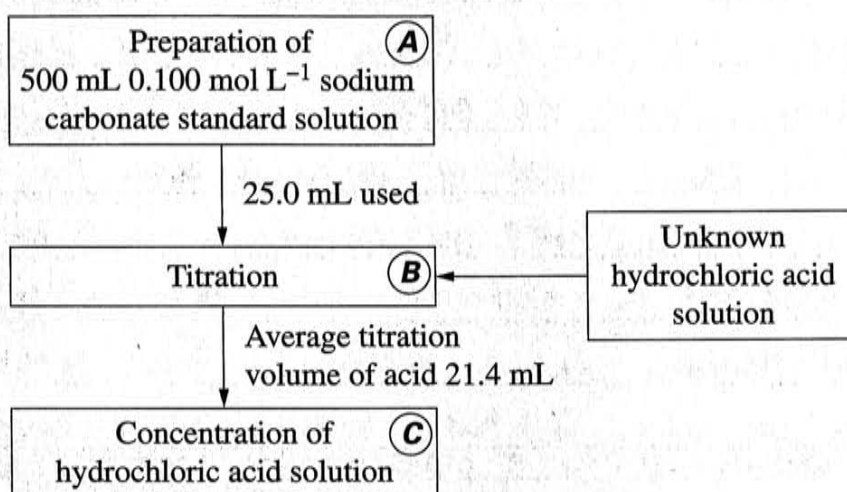 Preparation of
A
500 mL 0.100 mol L⁻¹ sodium
carbonate standard solution
25.0 mL used
Unknown
hydrochloric acid
solution
Titration
B
Average titration
volume of acid 21.4 mL
Concentration of
C
hydrochloric acid solution